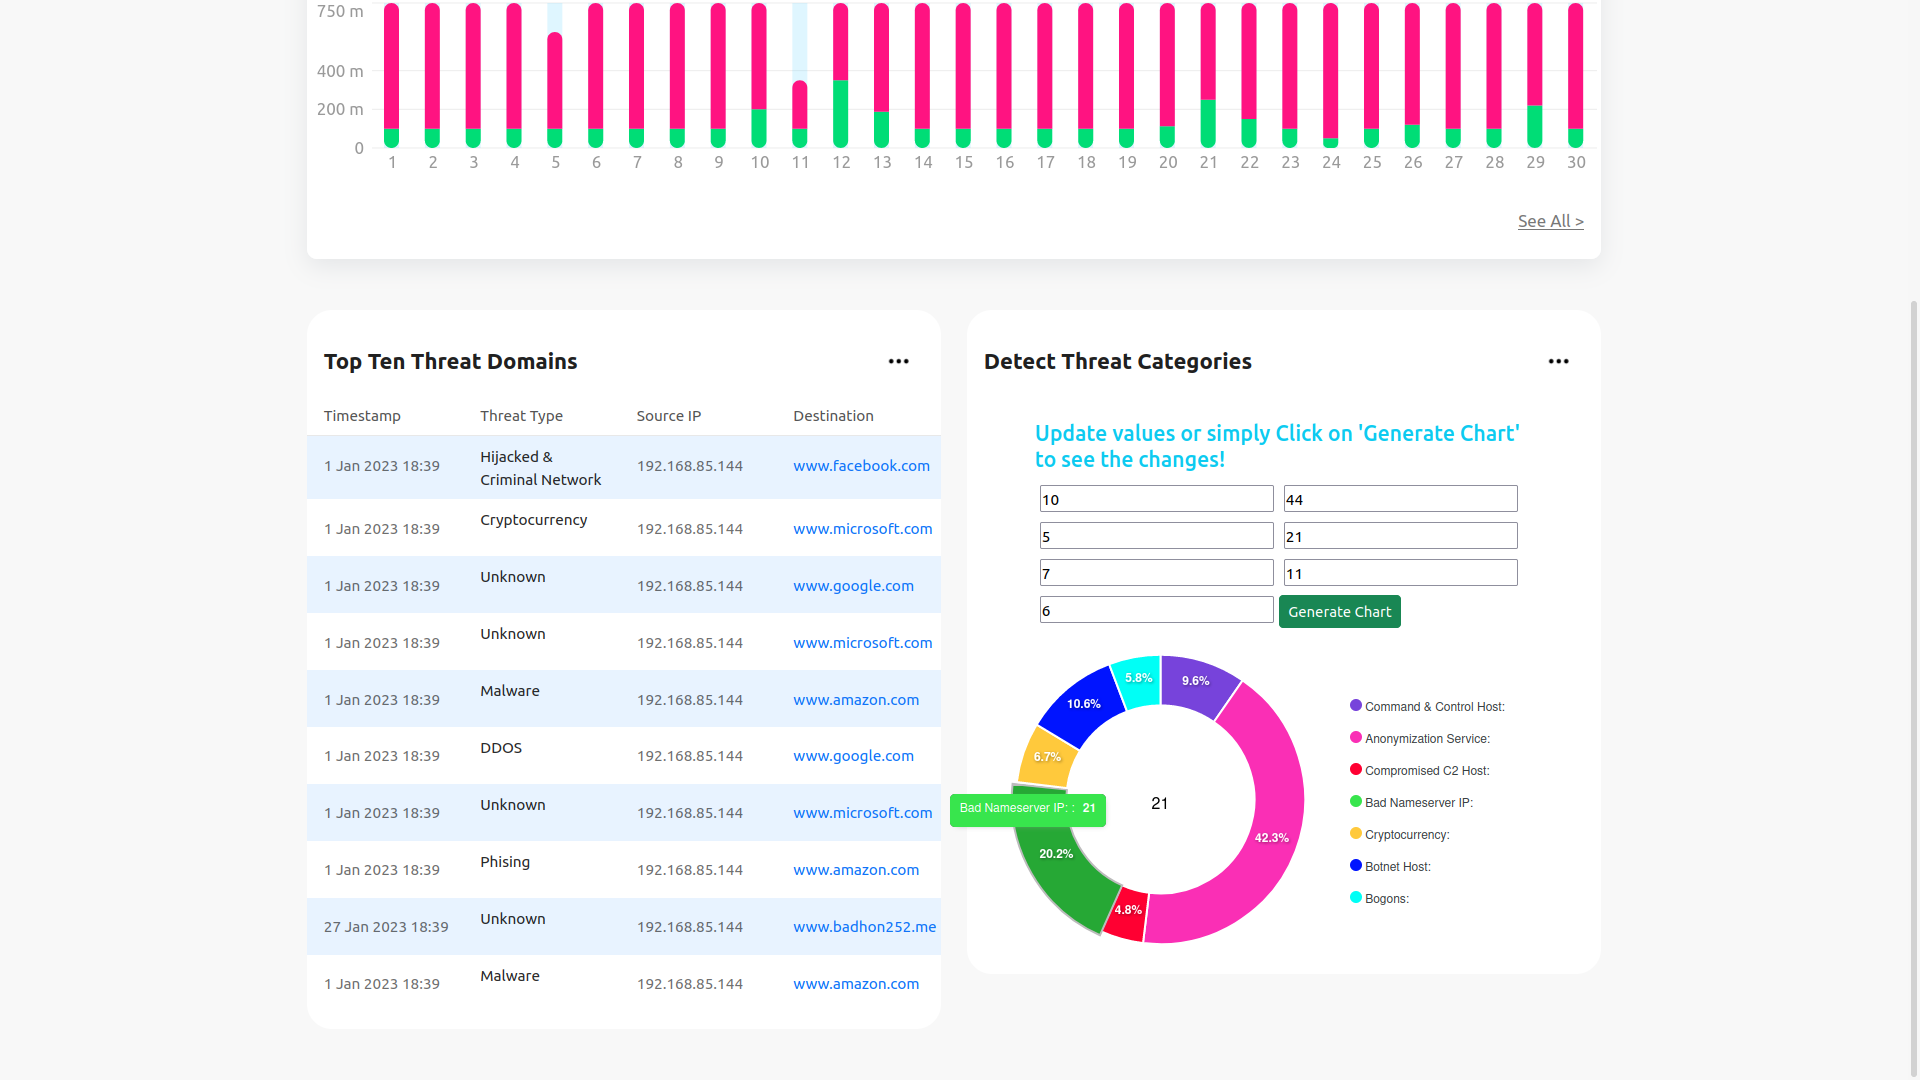 750 m
400 m
200 m
0
1 2 3 4 5 6 7 8 9 10 11 12 13 14 15 16 17 18 19 20 21 22 23 24 25 26 27 28 29 30
See All >
Top Ten Threat Domains
Timestamp Threat Type Source IP Destination
1 Jan 2023 18:39 Hijacked & Criminal Network 192.168.85.144 www.facebook.com
1 Jan 2023 18:39 Cryptocurrency 192.168.85.144 www.microsoft.com
1 Jan 2023 18:39 Unknown 192.168.85.144 www.google.com
1 Jan 2023 18:39 Unknown 192.168.85.144 www.microsoft.com
1 Jan 2023 18:39 Malware 192.168.85.144 www.amazon.com
1 Jan 2023 18:39 DDOS 192.168.85.144 www.google.com
1 Jan 2023 18:39 Unknown 192.168.85.144 www.microsoft.com
1 Jan 2023 18:39 Phising 192.168.85.144 www.amazon.com
27 Jan 2023 18:39 Unknown 192.168.85.144 www.badhon252.me
1 Jan 2023 18:39 Malware 192.168.85.144 www.amazon.com
Detect Threat Categories
Update values or simply Click on 'Generate Chart'
to see the changes!
10 44
5 21
7 11
6 Generate Chart
5.8% 9.6%
10.6%
6.7%
Bad Nameserver IP: : 21
21
42.3%
20.2%
4.8%
Command & Control Host:
Anonymization Service:
Compromised C2 Host:
Bad Nameserver IP:
Cryptocurrency:
Botnet Host:
Bogons: